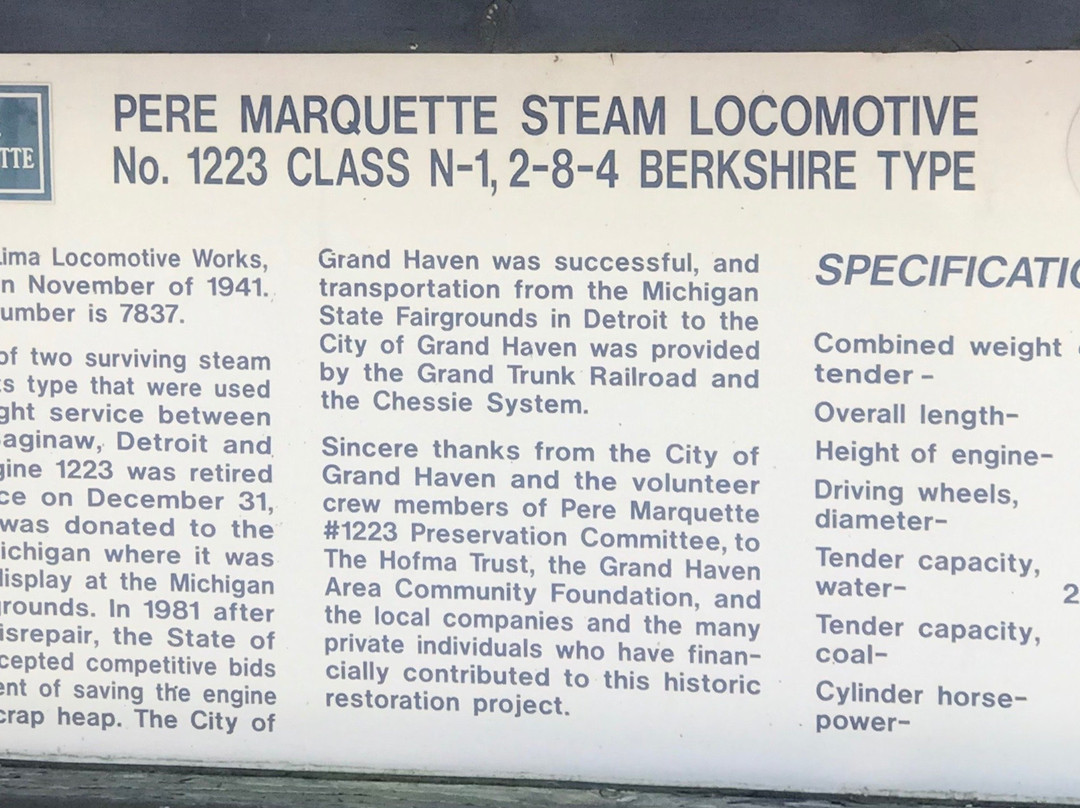 TTE
PERE MARQUETTE STEAM LOCOMOTIVE
No. 1223 CLASS N-1, 2-8-4 BERKSHIRE TYPE
Lima Locomotive Works,
n November of 1941.
umber is 7837.
of two surviving steam
s type that were used
ght service between
aginaw, Detroit and
gine 1223 was retired
ce on December 31,
was donated to the
ichigan where it was
display at the Michigan
grounds. In 1981 after
isrepair, the State of
cepted competitive bids
ent of saving the engine
crap heap. The City of
Grand Haven was successful, and
transportation from the Michigan
State Fairgrounds in Detroit to the
City of Grand Haven was provided
by the Grand Trunk Railroad and
the Chessie System.
Sincere thanks from the City of
Grand Haven and the volunteer
crew members of Pere Marquette
#1223 Preservation Committee, to
The Hofma Trust, the Grand Haven
Area Community Foundation, and
the local companies and the many
private individuals who have finan-
cially contributed to this historic
restoration project.
SPECIFICATIO
Combined weight
tender -
Overall length-
Height of engine-
Driving wheels,
diameter-
Tender capacity,
water- 2
Tender capacity,
coal-
Cylinder horse-
power-